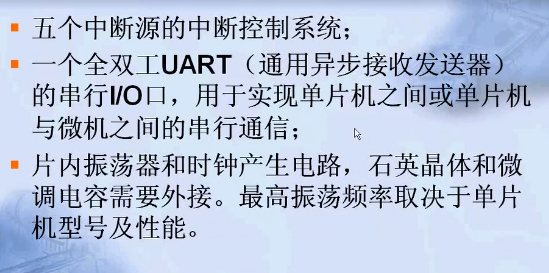 五个中断源的中断控制系统；
一个全双工UART（通用异步接收发送器）
的串行I/O口，用于实现单片机之间或单片机
与微机之间的串行通信；
片内振荡器和时钟产生电路，石英晶体和微
调电容需要外接。最高振荡频率取决于单片
机型号及性能。